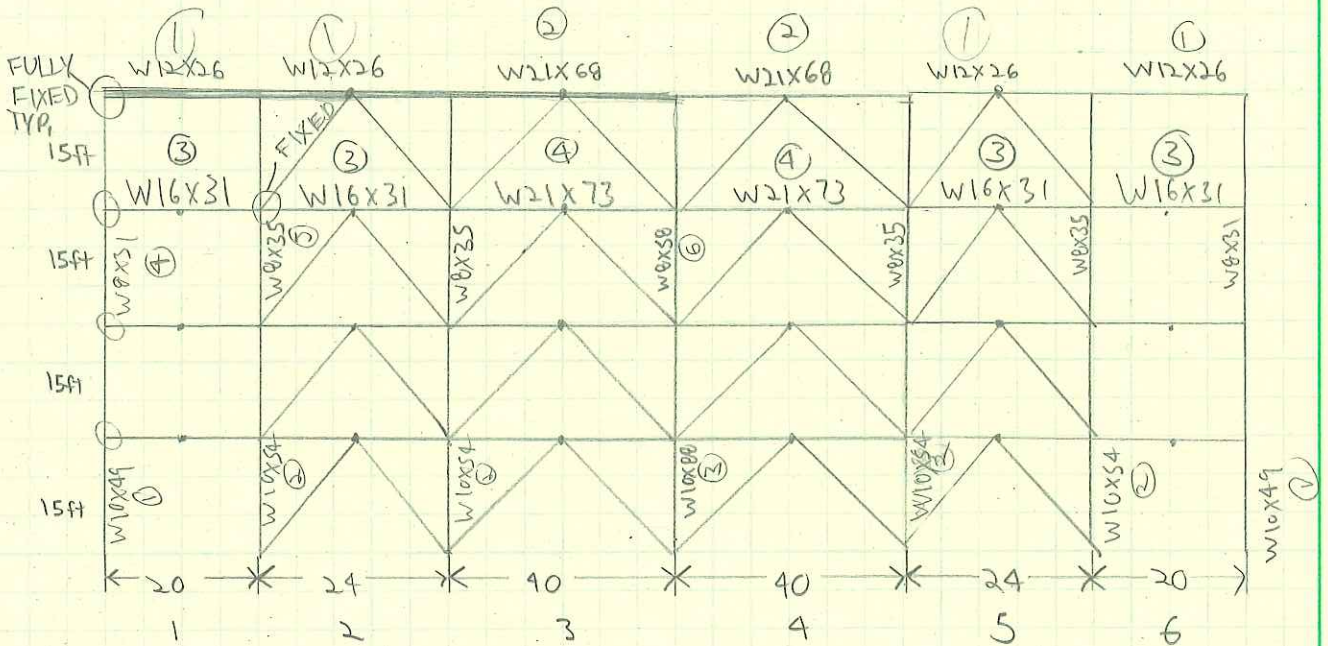 ① ① ② ② ① ①
W12X26 W12X26 W21X68 W21X68 W12X26 W12X26
FULLY
FIXED
TYP.
15ft
FIXED
③ ③ ④ ④ ③ ③
W16X31 W16X31 W21X73 W21X73 W16X31 W16X31
15ft
W8X31 ④
W8X35 ⑤
W8X35
W8X58 ⑥
W8X35
W8X35
W8X31
15ft
15ft
W10X49 ①
W10X54 ②
W10X54 ②
W10X88 ③
W10X54 ②
W10X54 ②
W10X49 ①
20 24 40 40 24 20
1 2 3 4 5 6